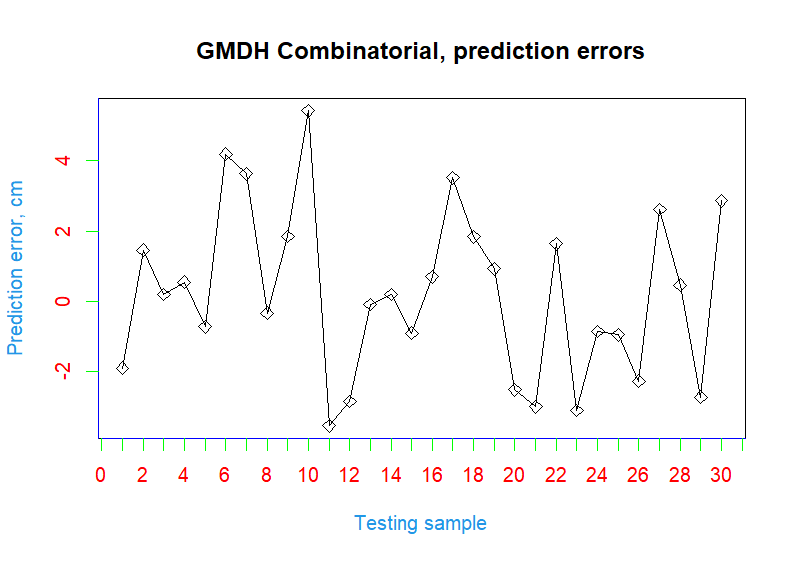 GMDH Combinatorial, prediction errors
Prediction error, cm
4
2
0
-2
0 2 4 6 8 10 12 14 16 18 20 22 24 26 28 30
Testing sample